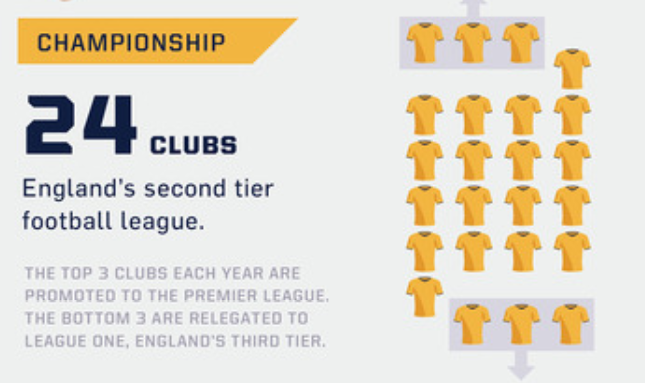 CHAMPIONSHIP
24 CLUBS
England's second tier
football league.
THE TOP 3 CLUBS EACH YEAR ARE
PROMOTED TO THE PREMIER LEAGUE.
THE BOTTOM 3 ARE RELEGATED TO
LEAGUE ONE, ENGLAND'S THIRD TIER.